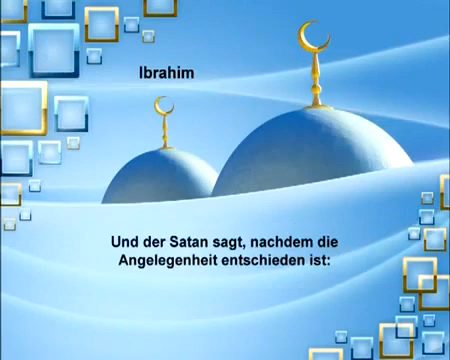 Ibrahim
Und der Satan sagt, nachdem die
Angelegenheit entschieden ist: